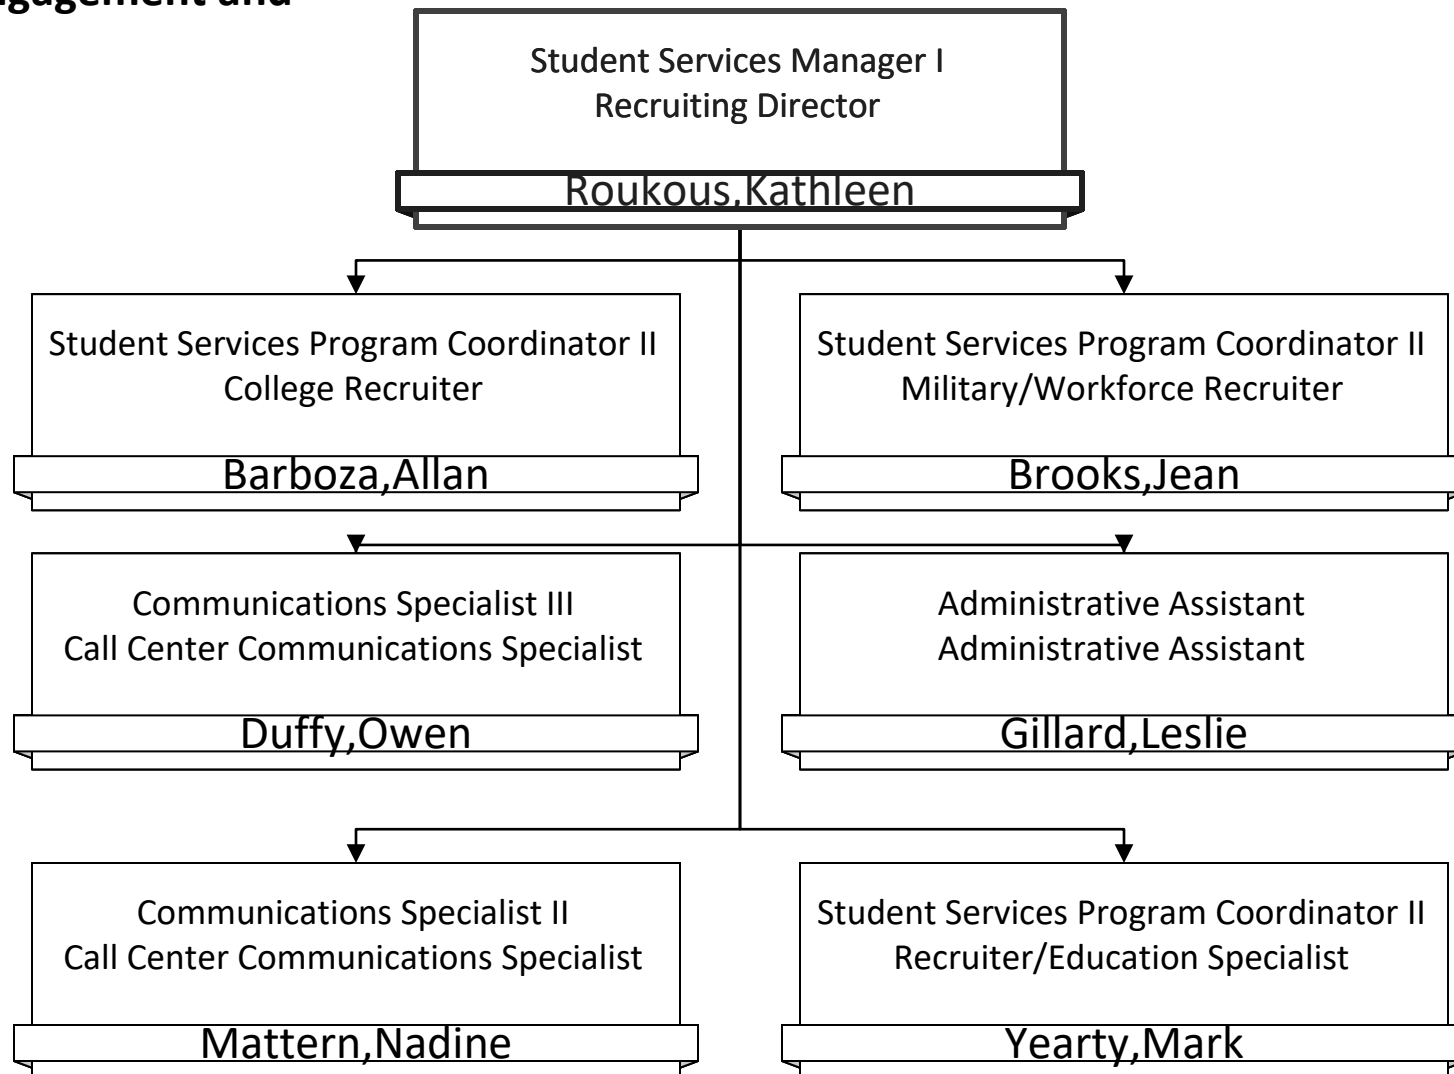 Student Services Manager I
Recruiting Director
Roukous,Kathleen
Student Services Program Coordinator II
College Recruiter
Barboza,Allan
Student Services Program Coordinator II
Military/Workforce Recruiter
Brooks,Jean
Communications Specialist III
Call Center Communications Specialist
Duffy,Owen
Administrative Assistant
Administrative Assistant
Gillard,Leslie
Communications Specialist II
Call Center Communications Specialist
Mattern,Nadine
Student Services Program Coordinator II
Recruiter/Education Specialist
Yearty,Mark